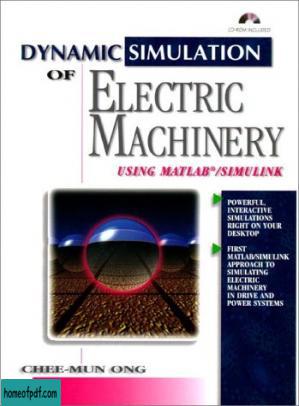 CD-ROM INCLUDED
DYNAMIC SIMULATION
OF ELECTRIC
MACHINERY
USING MATLAB®/SIMULINK
POWERFUL,
INTERACTIVE
SIMULATIONS
RIGHT ON YOUR
DESKTOP
FIRST
MATLAB/SIMULINK
APPROACH TO
SIMULATING
ELECTRIC
MACHINERY
IN DRIVE AND
POWER SYSTEMS
CHEE-MUN ONG
homeofpdf.com